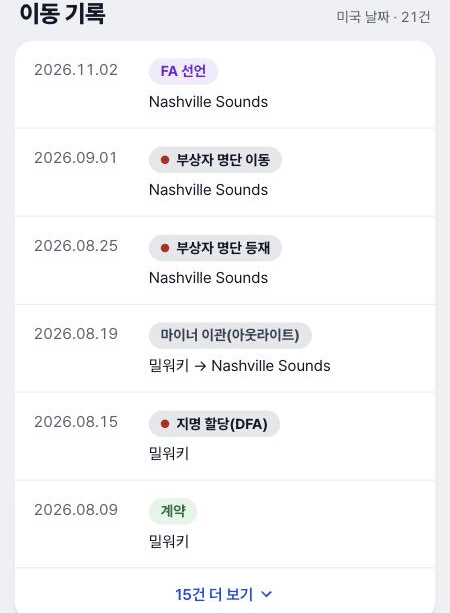 이동 기록
미국 날짜 · 21건
2026.11.02
FA 선언
Nashville Sounds
2026.09.01
부상자 명단 이동
Nashville Sounds
2026.08.25
부상자 명단 등재
Nashville Sounds
2026.08.19
마이너 이관(아웃라이트)
밀워키 → Nashville Sounds
2026.08.15
지명 할당(DFA)
밀워키
2026.08.09
계약
밀워키
15건 더 보기